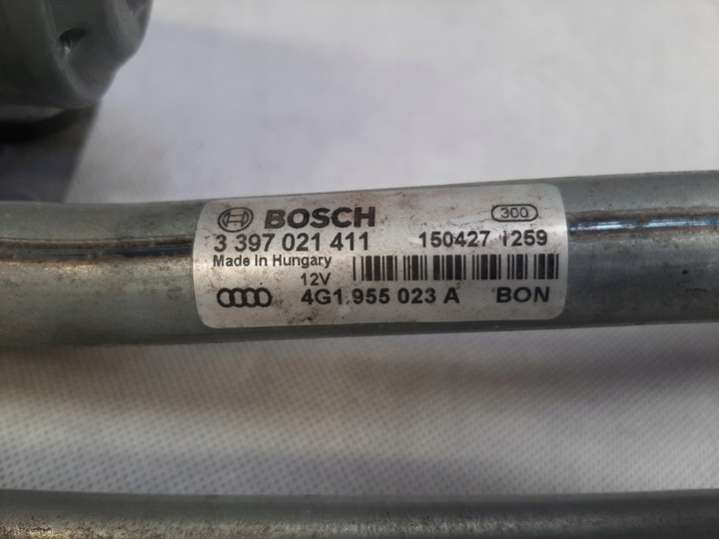 BOSCH 300
3 397 021 411 150427 1259
Made in Hungary
12V
4G1.955 023 A BON